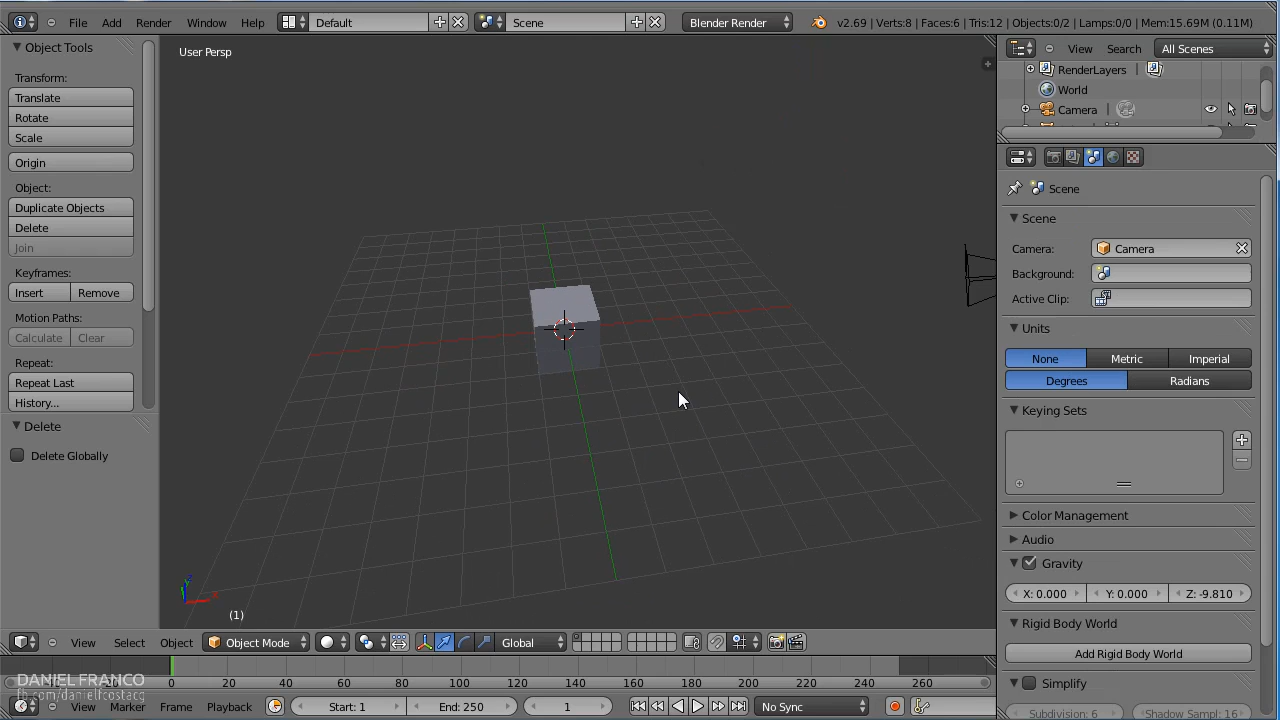 File Add Render Window Help Default Scene Blender Render v2.69 | Verts:8 | Faces:6 | Tris:12 | Objects:0/2 | Lamps:0/0 | Mem:15.69M (0.11M)
Object Tools
Transform:
Translate
Rotate
Scale
Origin
Object:
Duplicate Objects
Delete
Join
Keyframes:
Insert Remove
Motion Paths:
Calculate Clear
Repeat:
Repeat Last
History...
Delete
Delete Globally
User Persp
(1)
View Search All Scenes
RenderLayers
World
Camera
Scene
Scene
Camera: Camera
Background:
Active Clip:
Units
None Metric Imperial
Degrees Radians
Keying Sets
Color Management
Audio
Gravity
X: 0.000 Y: 0.000 Z: -9.810
Rigid Body World
Add Rigid Body World
Simplify
Subdivision: 6 Shadow Sampl: 16
View Select Object Object Mode Global
0 20 40 60 80 100 120 140 160 180 200 220 240 260
DANIEL FRANCO
fb.com/danielfcostacg
View Marker Frame Playback Start: 1 End: 250 1 No Sync